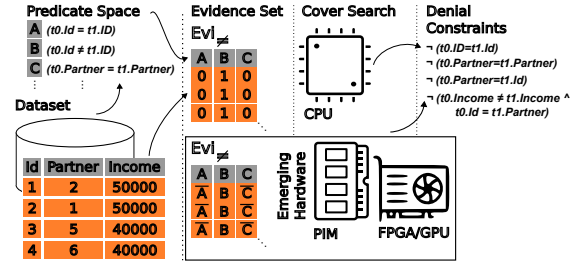 Predicate Space
A (t0.Id = t1.ID)
B (t0.Id ≠ t1.ID)
C (t0.Partner = t1.Partner)
Dataset
Id Partner Income
1 2 50000
2 1 50000
3 5 40000
4 6 40000
Evidence Set
Evi≠
A B C
0 1 0
0 1 0
0 1 0
Evi≠
A B C
A̅ B C̅
A̅ B C̅
A̅ B C̅
Cover Search
CPU
Emerging
Hardware
PIM
FPGA/GPU
Denial
Constraints
¬ (t0.ID=t1.Id)
¬ (t0.Partner=t1.Partner)
¬ (t0.Partner=t1.Id)
¬ (t0.Income ≠ t1.Income ^
t0.Id = t1.Partner)